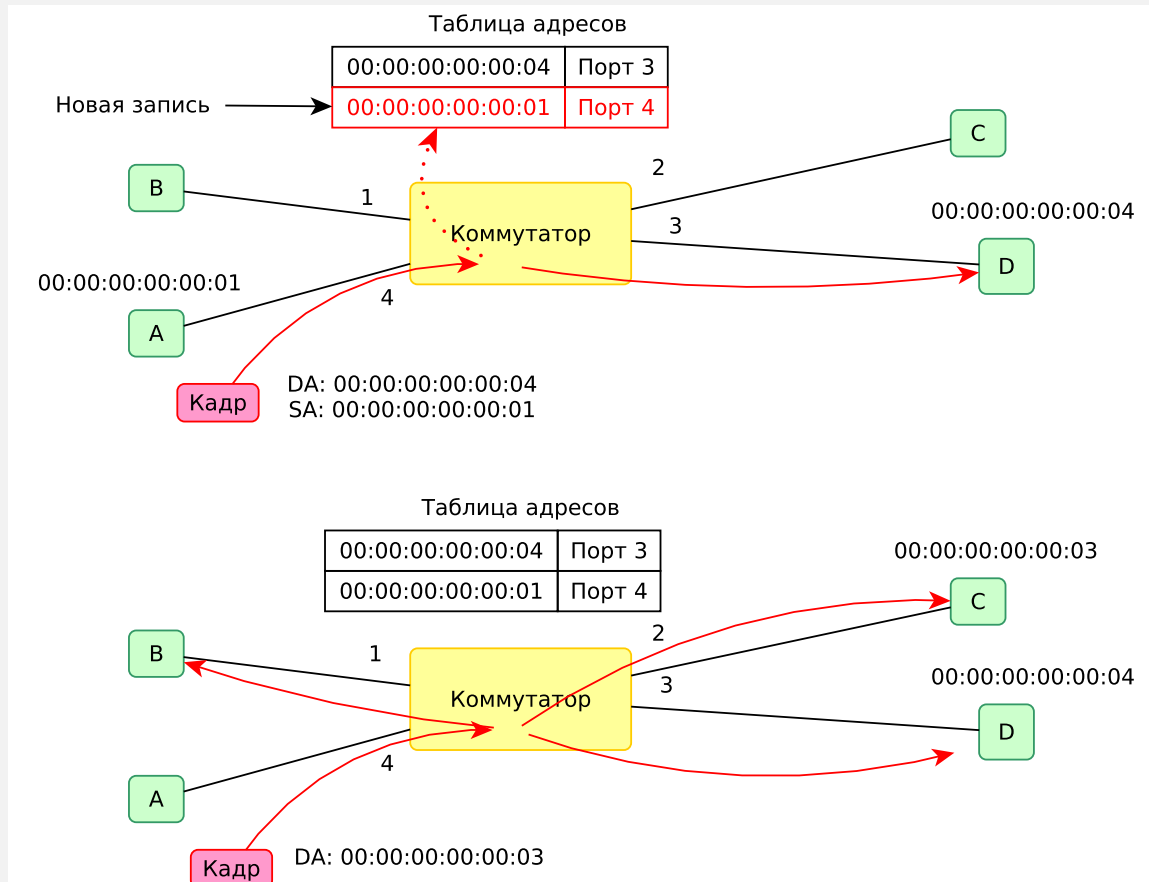 Таблица адресов
00:00:00:00:00:04 Порт 3
Новая запись
00:00:00:00:00:01 Порт 4
C
2
B
1
00:00:00:00:00:04
3
Коммутатор
D
00:00:00:00:00:01
4
A
DA: 00:00:00:00:00:04
Кадр
SA: 00:00:00:00:00:01
Таблица адресов
00:00:00:00:00:04 Порт 3
00:00:00:00:00:03
00:00:00:00:00:01 Порт 4
C
2
B
1
00:00:00:00:00:04
3
Коммутатор
D
4
A
DA: 00:00:00:00:00:03
Кадр